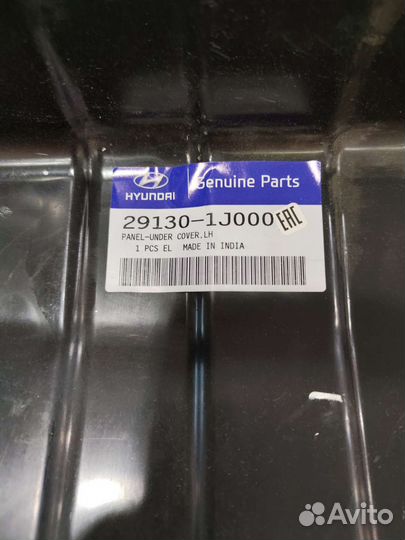 HYUNDAI
Genuine Parts
29130-1J000
EAC
PANEL-UNDER COVER,LH
1 PCS EL MADE IN INDIA
Avito